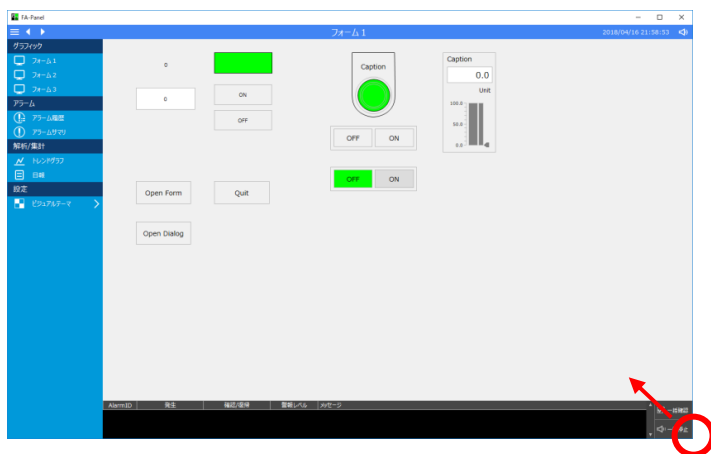 FA-Panel
フォーム1
2018/04/16 21:58:53
グラフィック
フォーム1
フォーム2
フォーム3
アラーム
アラーム履歴
アラームサマリ
解析/集計
トレンドグラフ
日報
設定
ビジュアルテーマ
0
0
ON
OFF
Caption
OFF ON
OFF ON
Caption
0.0
Unit
100.0
50.0
0.0
Open Form
Quit
Open Dialog
AlarmID 発生 確認/復帰 警報レベル メッセージ